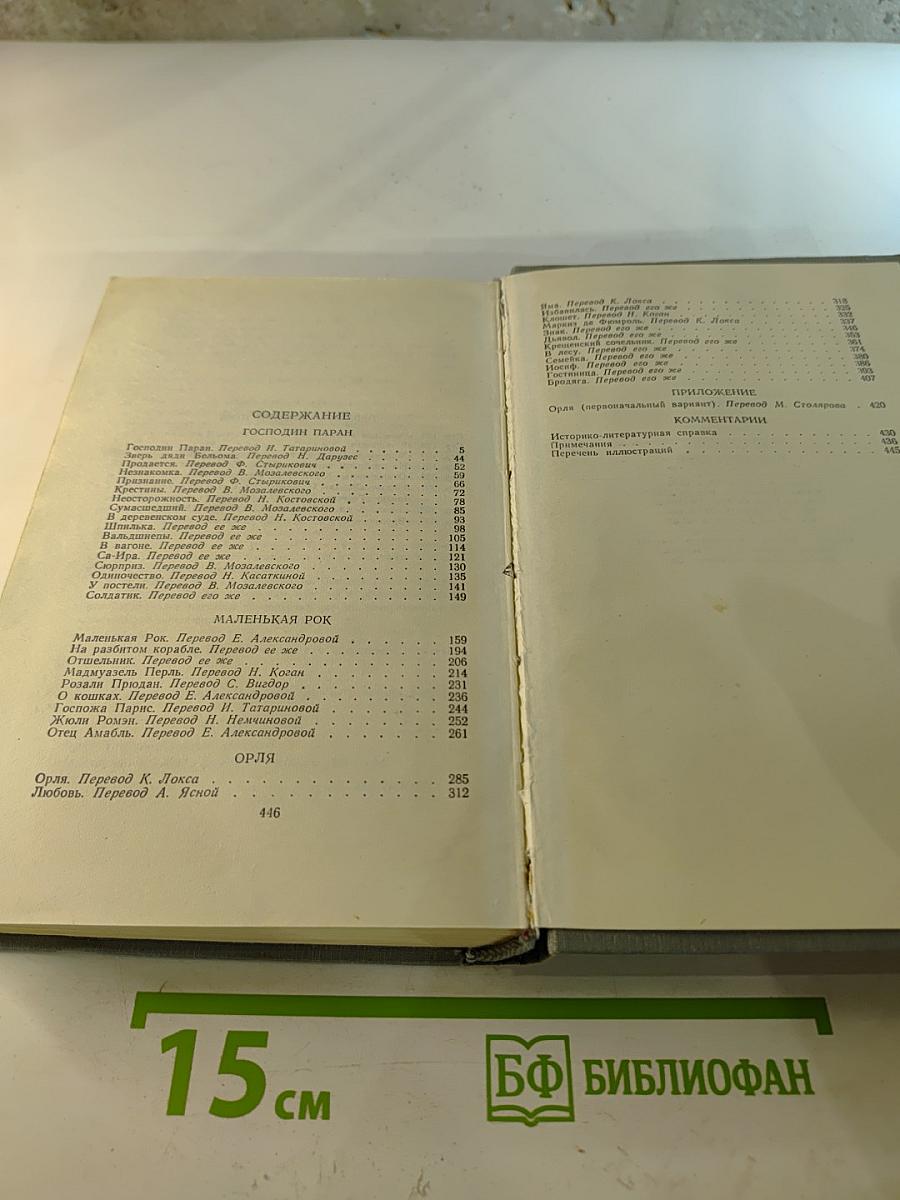 СОДЕРЖАНИЕ
ГОСПОДИН ПАРАН
Господин Паран. Перевод И. Татариновой . . . . . . . . 5
Зверь дяди Бельома. Перевод Н. Дарузес . . . . . . . 44
Продается. Перевод Ф. Стырикович . . . . . . . . . 52
Незнакомка. Перевод В. Мозалевского . . . . . . . . 59
Признание. Перевод Ф. Стырикович . . . . . . . . . 66
Крестины. Перевод В. Мозалевского . . . . . . . . . 72
Неосторожность. Перевод Н. Костовской . . . . . . . . 78
Сумасшедший. Перевод В. Мозалевского . . . . . . . . 85
В деревенском суде. Перевод Н. Костовской . . . . . . . 93
Шпилька. Перевод ее же . . . . . . . . . . . . 98
Вальдшнепы. Перевод ее же . . . . . . . . . . . 105
В вагоне. Перевод ее же . . . . . . . . . . . . 114
Са-Ира. Перевод ее же . . . . . . . . . . . . 121
Сюрприз. Перевод В. Мозалевского . . . . . . . . . 130
Одиночество. Перевод Н. Касаткиной . . . . . . . . . 135
У постели. Перевод В. Мозалевского . . . . . . . . . 141
Солдатик. Перевод его же . . . . . . . . . . . 149
МАЛЕНЬКАЯ РОК
Маленькая Рок. Перевод Е. Александровой . . . . . . . 159
На разбитом корабле. Перевод ее же . . . . . . . . . 194
Отшельник. Перевод ее же . . . . . . . . . . . 206
Мадмуазель Перль. Перевод Н. Коган . . . . . . . . 214
Розали Прюдан. Перевод С. Вигдор . . . . . . . . . 231
О кошках. Перевод Е. Александровой . . . . . . . . . 236
Госпожа Парис. Перевод И. Татариновой . . . . . . . . 244
Жюли Ромэн. Перевод Н. Немчиновой . . . . . . . . 252
Отец Амабль. Перевод Е. Александровой . . . . . . . . 261
ОРЛЯ
Орля. Перевод К. Локса . . . . . . . . . . . . 285
Любовь. Перевод А. Ясной . . . . . . . . . . . 312
446
Яма. Перевод К. Локса . . . . . . . . . . . . 318
Избавилась. Перевод его же . . . . . . . . . . . 325
Клошет. Перевод Н. Коган . . . . . . . . . . . 332
Маркиз де Фюмроль. Перевод К. Локса . . . . . . . . 337
Знак. Перевод его же . . . . . . . . . . . . 346
Дьявол. Перевод его же . . . . . . . . . . . . 353
Крещенский сочельник. Перевод его же . . . . . . . . 361
В лесу. Перевод его же . . . . . . . . . . . . 374
Семейка. Перевод его же . . . . . . . . . . . 380
Иосиф. Перевод его же . . . . . . . . . . . . 386
Гостиница. Перевод его же . . . . . . . . . . . 393
Бродяга. Перевод его же . . . . . . . . . . . 407
ПРИЛОЖЕНИЕ
Орля (первоначальный вариант). Перевод М. Столярова . 420
КОММЕНТАРИИ
Историко-литературная справка . . . . . . . . . . 430
Примечания . . . . . . . . . . . . . . . 436
Перечень иллюстраций . . . . . . . . . . . . 445
15 см
БФ БИБЛИОФАН